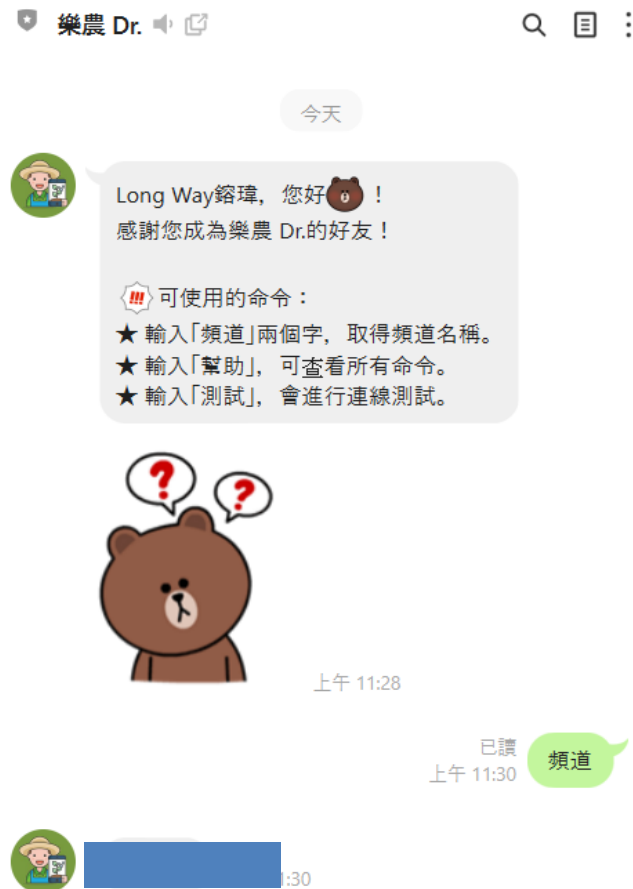 樂農 Dr.
今天
Long Way鎔瑋，您好！
感謝您成為樂農 Dr.的好友！
!!! 可使用的命令：
★ 輸入「頻道」兩個字，取得頻道名稱。
★ 輸入「幫助」，可查看所有命令。
★ 輸入「測試」，會進行連線測試。
? ?
上午 11:28
已讀
上午 11:30
頻道
:30